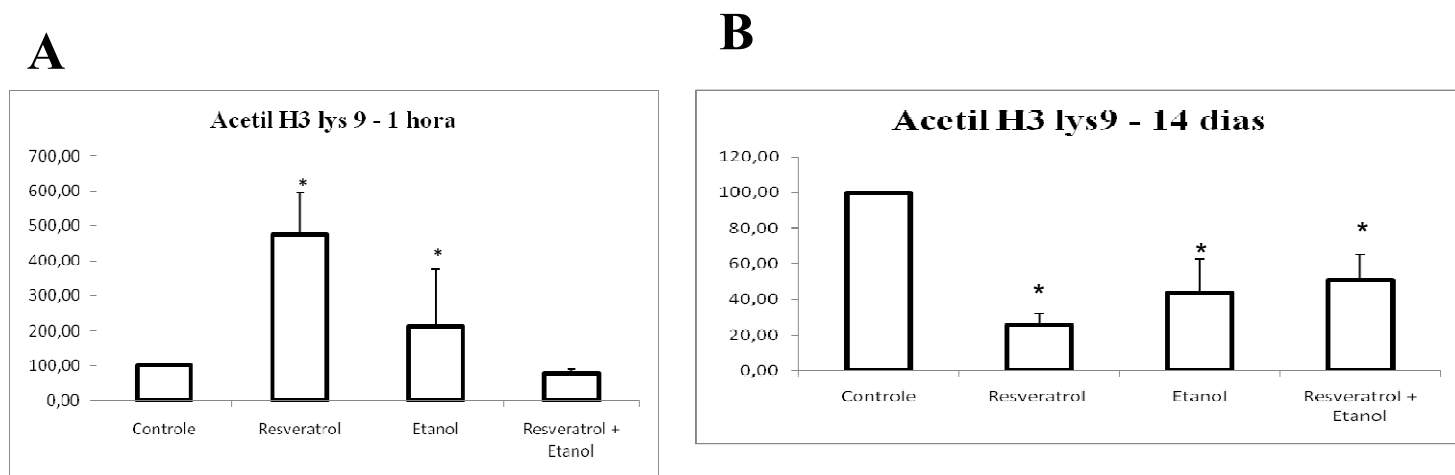 A
Acetil H3 lys 9 - 1 hora
700,00
*
600,00
500,00
*
400,00
300,00
200,00
100,00
0,00
Controle
Resveratrol
Etanol
Resveratrol +
Etanol
B
Acetil H3 lys9 - 14 dias
120,00
100,00
80,00
*
*
60,00
*
40,00
20,00
0,00
Controle
Resveratrol
Etanol
Resveratrol +
Etanol